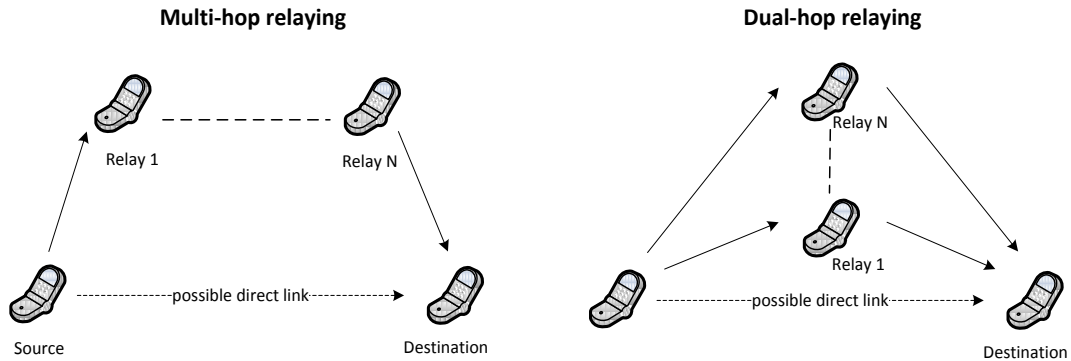 Multi-hop relaying
Relay 1
Relay N
possible direct link
Source
Destination
Dual-hop relaying
Relay N
Relay 1
possible direct link
Destination